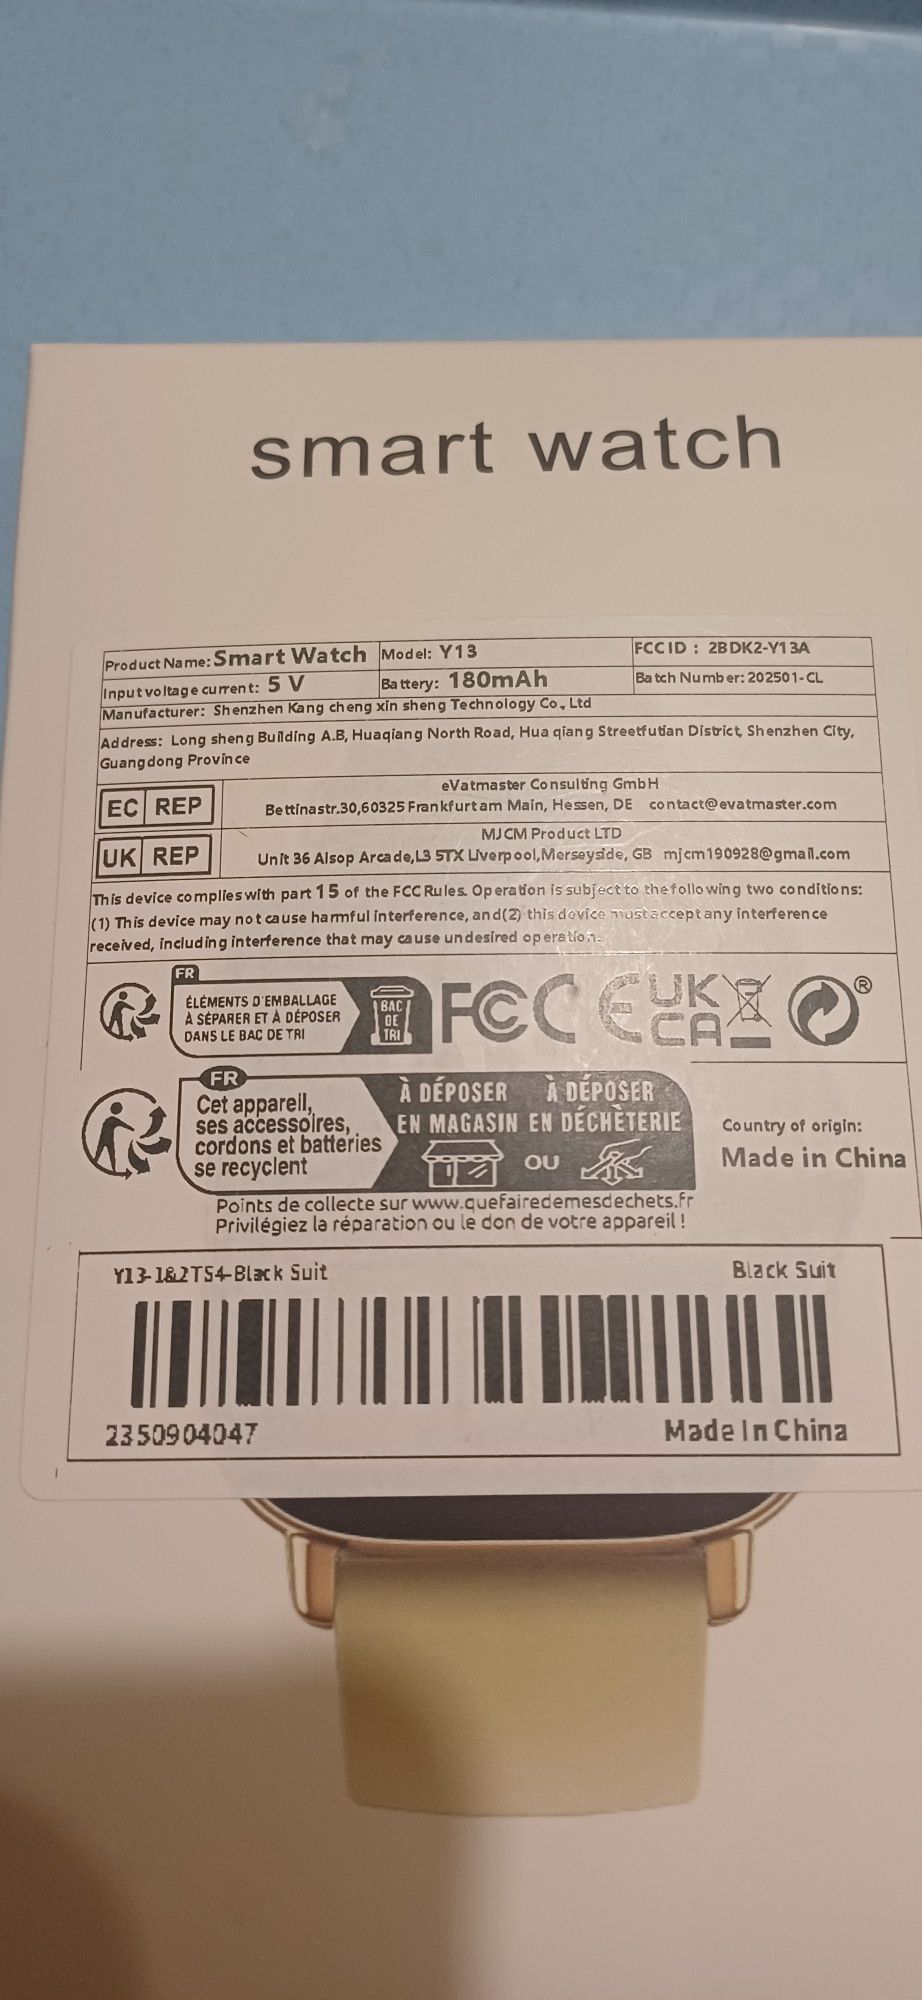 smart watch
Product Name: Smart Watch Model: Y13 FCC ID : 2BDK2-Y13A
Input voltage current: 5 V Battery: 180mAh Batch Number: 202501-CL
Manufacturer: Shenzhen Kang cheng xin sheng Technology Co., Ltd
Address: Long sheng Building A.B, Huaqiang North Road, Hua qiang Streetfutian District, Shenzhen City,
Guangdong Province
EC REP
eVatmaster Consulting GmbH
Bettinastr.30,60325 Frankfurt am Main, Hessen, DE contact@evatmaster.com
UK REP
MJCM Product LTD
Unit 36 Alsop Arcade,L3 5TX Liverpool,Merseyside, GB mjcm190928@gmail.com
This device complies with part 15 of the FCC Rules. Operation is subject to the following two conditions:
(1) This device may not cause harmful interference, and(2) this device must accept any interference
received, including interference that may cause undesired operation.
FR
ÉLÉMENTS D'EMBALLAGE
À SÉPARER ET À DÉPOSER
DANS LE BAC DE TRI
BAC
DE
TRI
FCC CE UK
CA
®
FR
Cet appareil,
ses accessoires,
cordons et batteries
se recyclent
À DÉPOSER À DÉPOSER
EN MAGASIN EN DÉCHÈTERIE
OU
Country of origin:
Made in China
Points de collecte sur www.quefairedemesdechets.fr
Privilégiez la réparation ou le don de votre appareil !
Y13-1&2TS4-Black Suit Black Suit
2350904047 Made In China